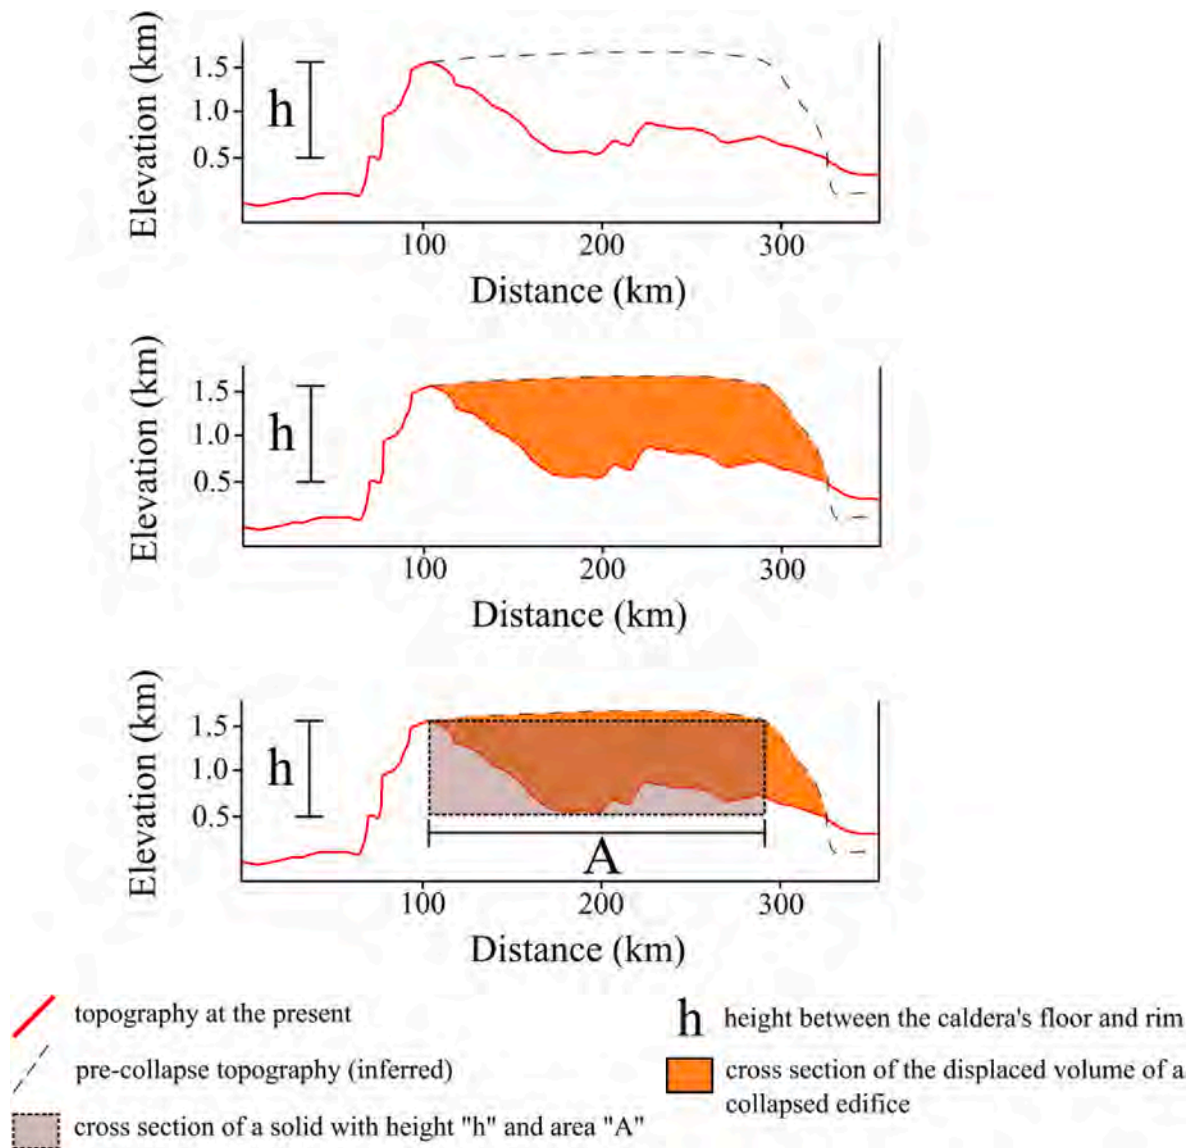 Elevation (km)
1.5
1.0
0.5
h
100 200 300
Distance (km)
Elevation (km)
1.5
1.0
0.5
h
100 200 300
Distance (km)
Elevation (km)
1.5
1.0
0.5
h
A
100 200 300
Distance (km)
topography at the present
pre-collapse topography (inferred)
cross section of a solid with height "h" and area "A"
h height between the caldera's floor and rim
cross section of the displaced volume of a
collapsed edifice